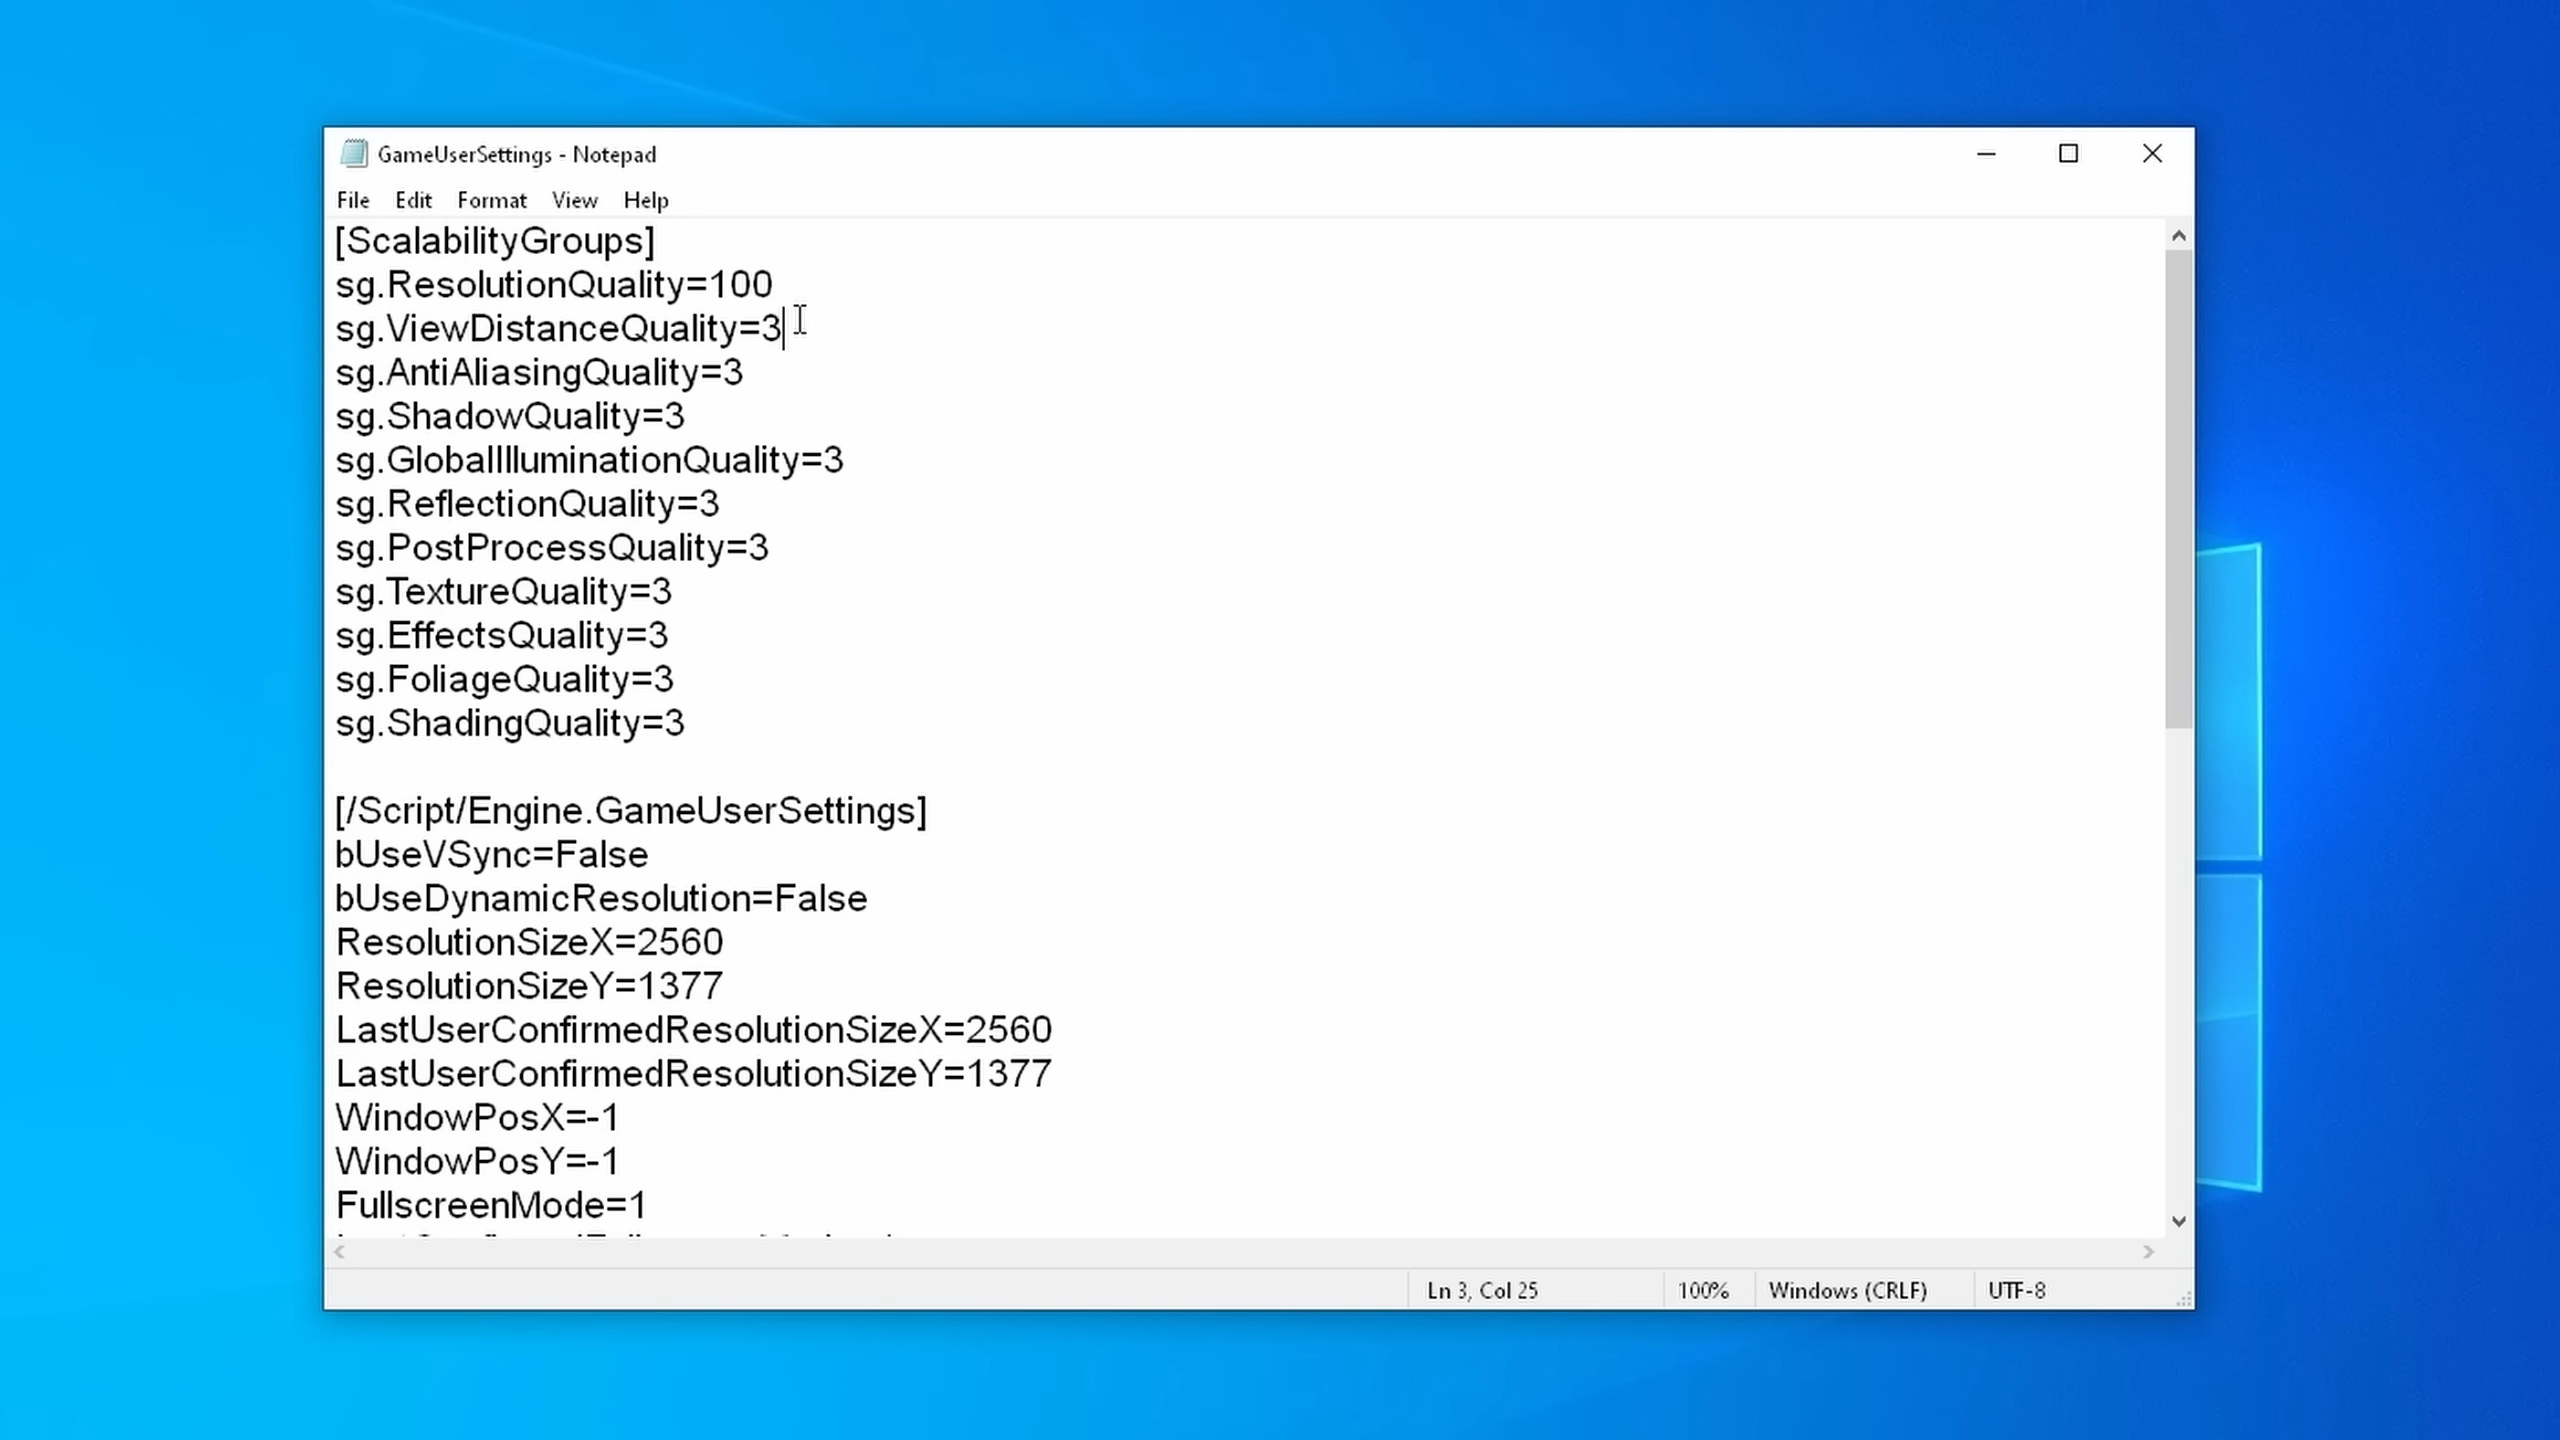 GameUserSettings - Notepad
File Edit Format View Help
[ScalabilityGroups]
sg.ResolutionQuality=100
sg.ViewDistanceQuality=3
sg.AntiAliasingQuality=3
sg.ShadowQuality=3
sg.GlobalIlluminationQuality=3
sg.ReflectionQuality=3
sg.PostProcessQuality=3
sg.TextureQuality=3
sg.EffectsQuality=3
sg.FoliageQuality=3
sg.ShadingQuality=3
[/Script/Engine.GameUserSettings]
bUseVSync=False
bUseDynamicResolution=False
ResolutionSizeX=2560
ResolutionSizeY=1377
LastUserConfirmedResolutionSizeX=2560
LastUserConfirmedResolutionSizeY=1377
WindowPosX=-1
WindowPosY=-1
FullscreenMode=1
Ln 3, Col 25 100% Windows (CRLF) UTF-8